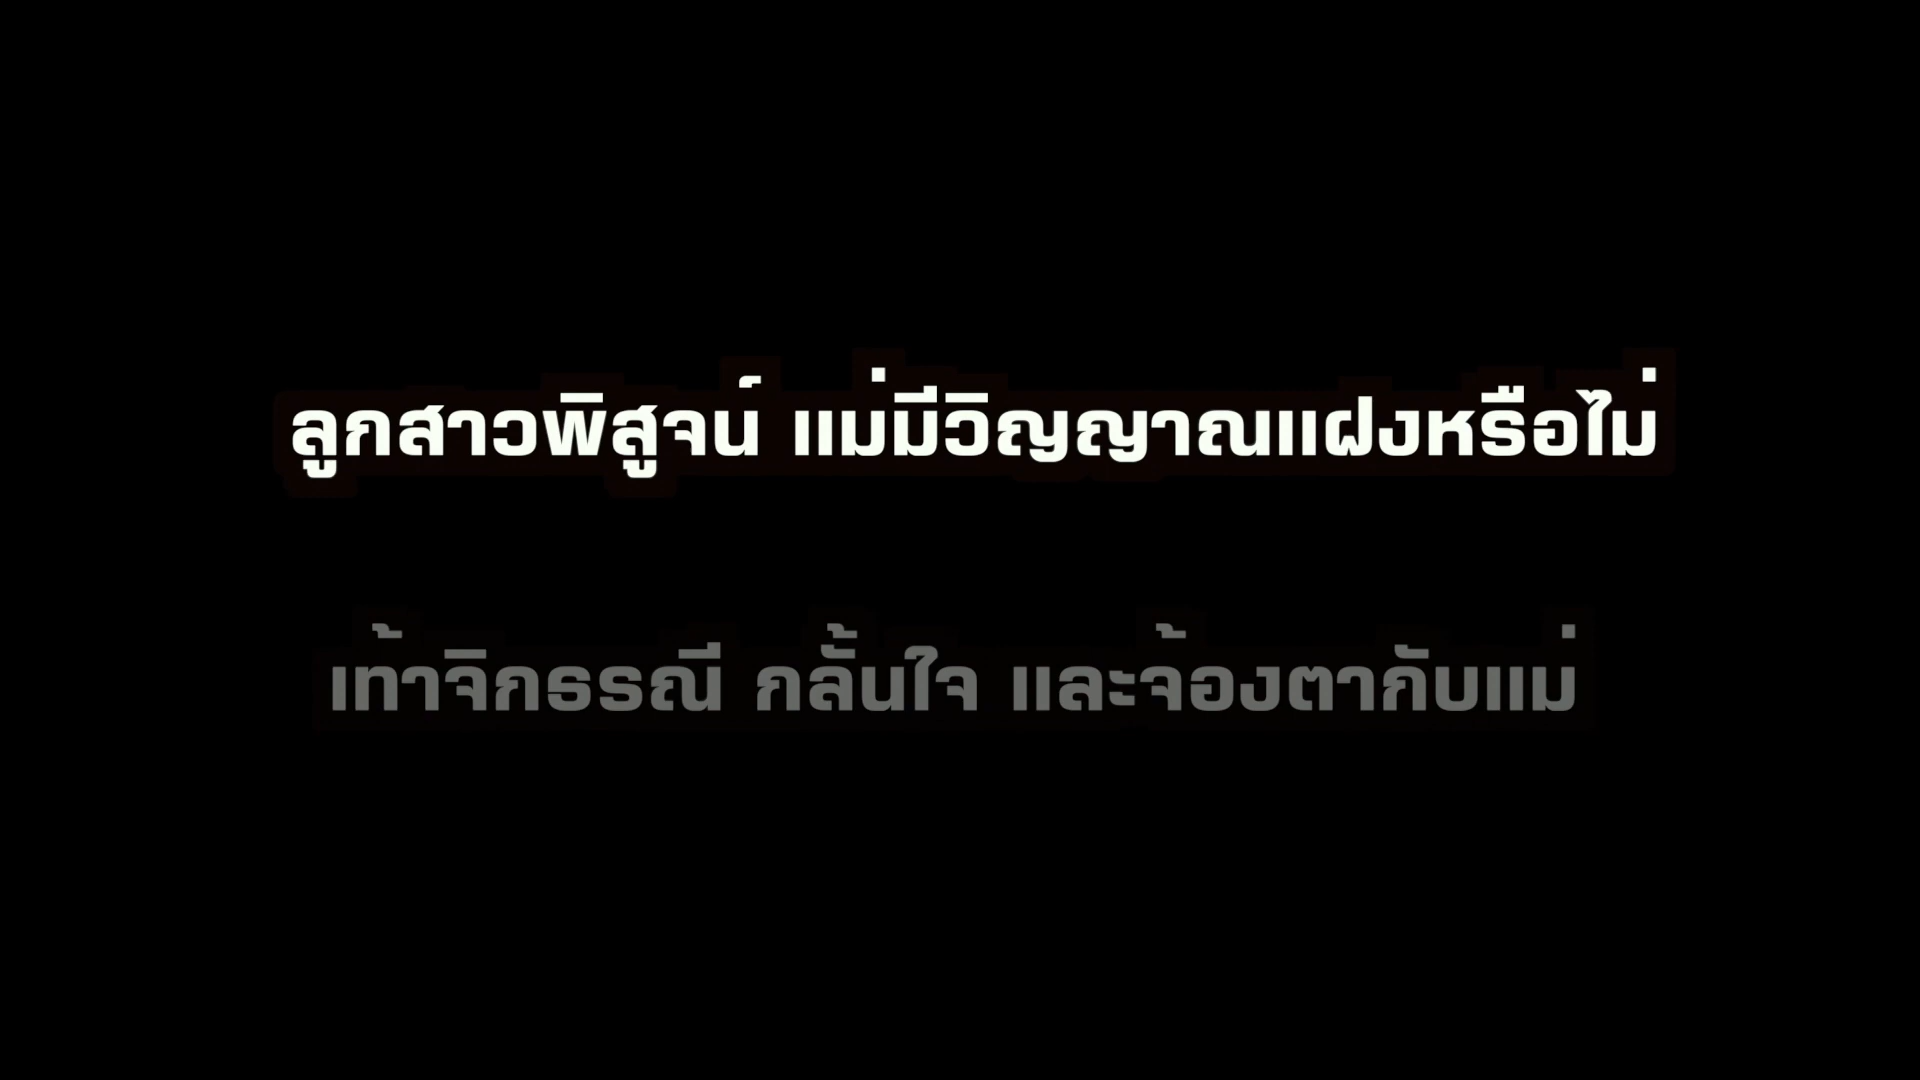 ลูกสาวพิสูจน์ แม่มีวิญญาณแฝงหรือไม่
เท้าจิกธรณี กลั้นใจ และจ้องตากับแม่